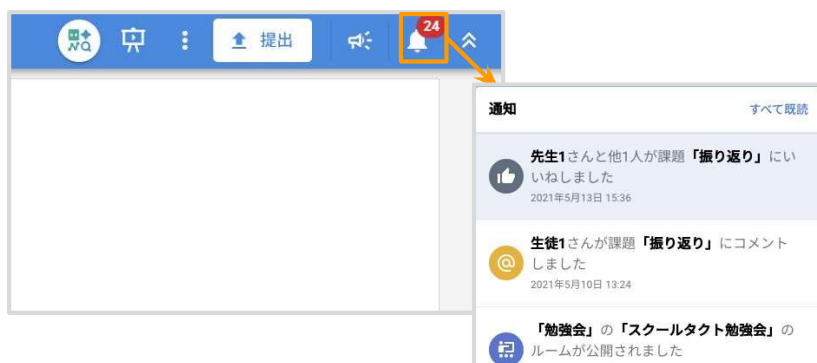 提出
24
通知
すべて既読
先生1さんと他1人が課題「振り返り」にい
いねしました
2021年5月13日 15:36
生徒1さんが課題「振り返り」にコメント
しました
2021年5月10日 13:24
「勉強会」の「スクールタクト勉強会」の
ルームが公開されました